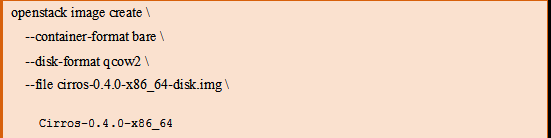 openstack image create \
--container-format bare \
--disk-format qcow2 \
--file cirros-0.4.0-x86_64-disk.img \
Cirros-0.4.0-x86_64